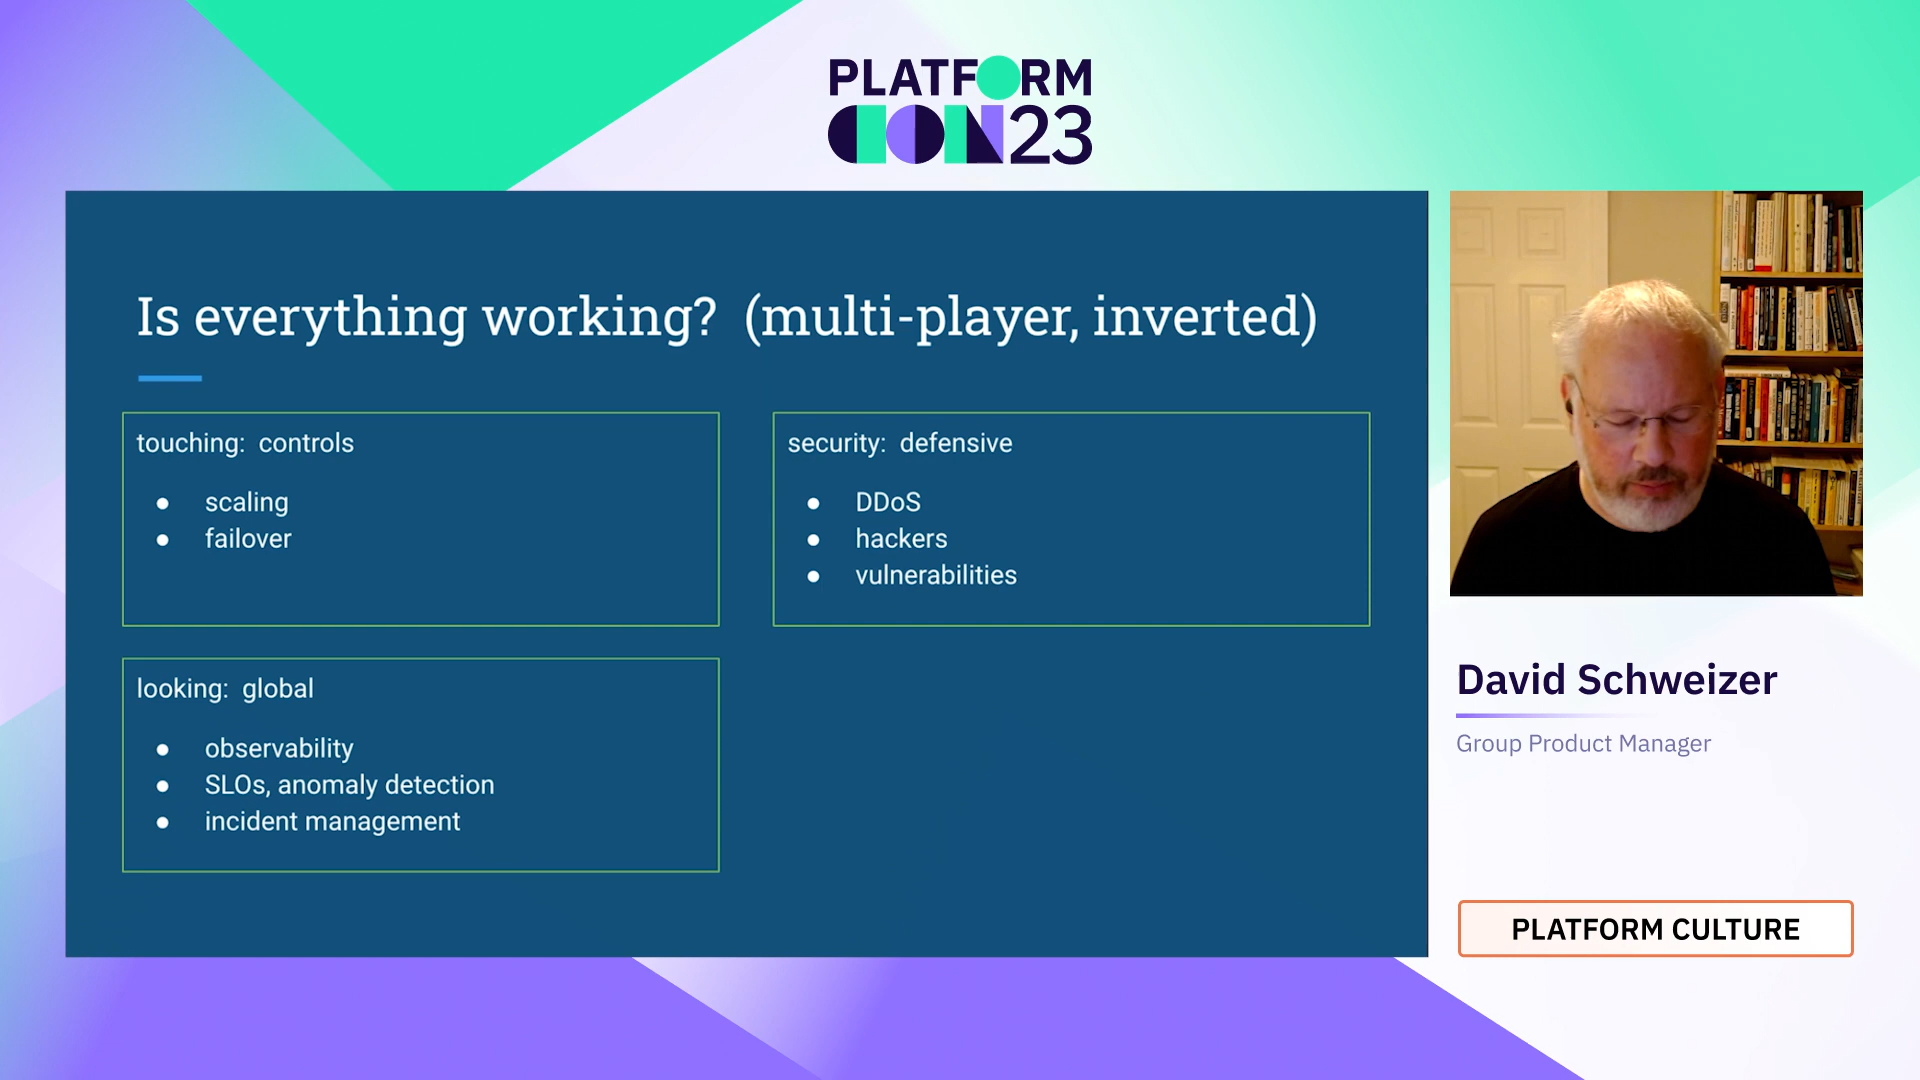 PLATFORM
CON23
Is everything working? (multi-player, inverted)
touching: controls
● scaling
● failover
security: defensive
● DDoS
● hackers
● vulnerabilities
looking: global
● observability
● SLOs, anomaly detection
● incident management
David Schweizer
Group Product Manager
PLATFORM CULTURE